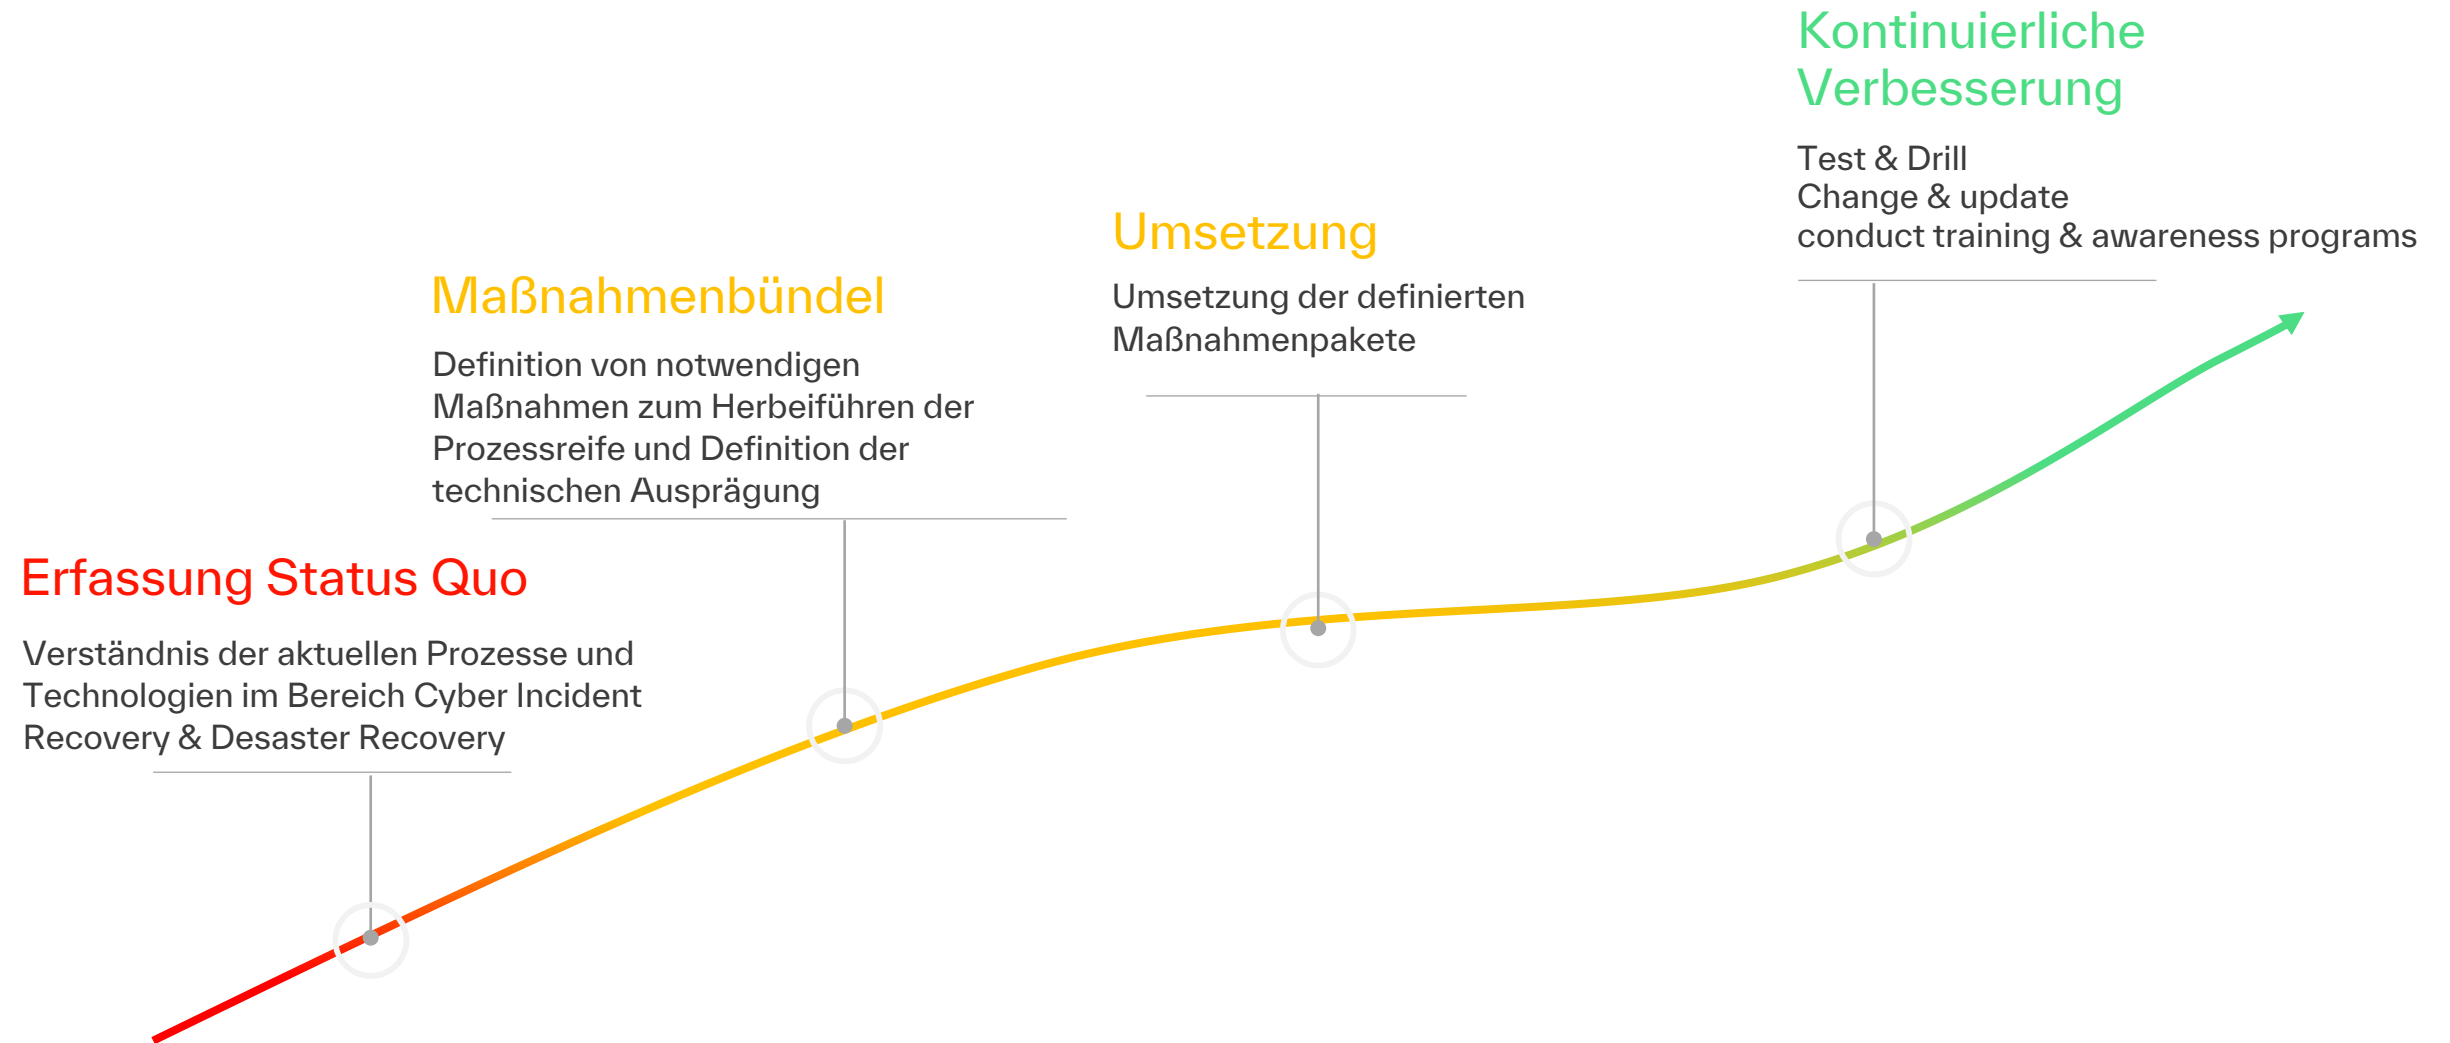 Erfassung Status Quo
Verständnis der aktuellen Prozesse und
Technologien im Bereich Cyber Incident
Recovery & Desaster Recovery
Maßnahmenbündel
Definition von notwendigen
Maßnahmen zum Herbeiführen der
Prozessreife und Definition der
technischen Ausprägung
Umsetzung
Umsetzung der definierten
Maßnahmenpakete
Kontinuierliche
Verbesserung
Test & Drill
Change & update
conduct training & awareness programs